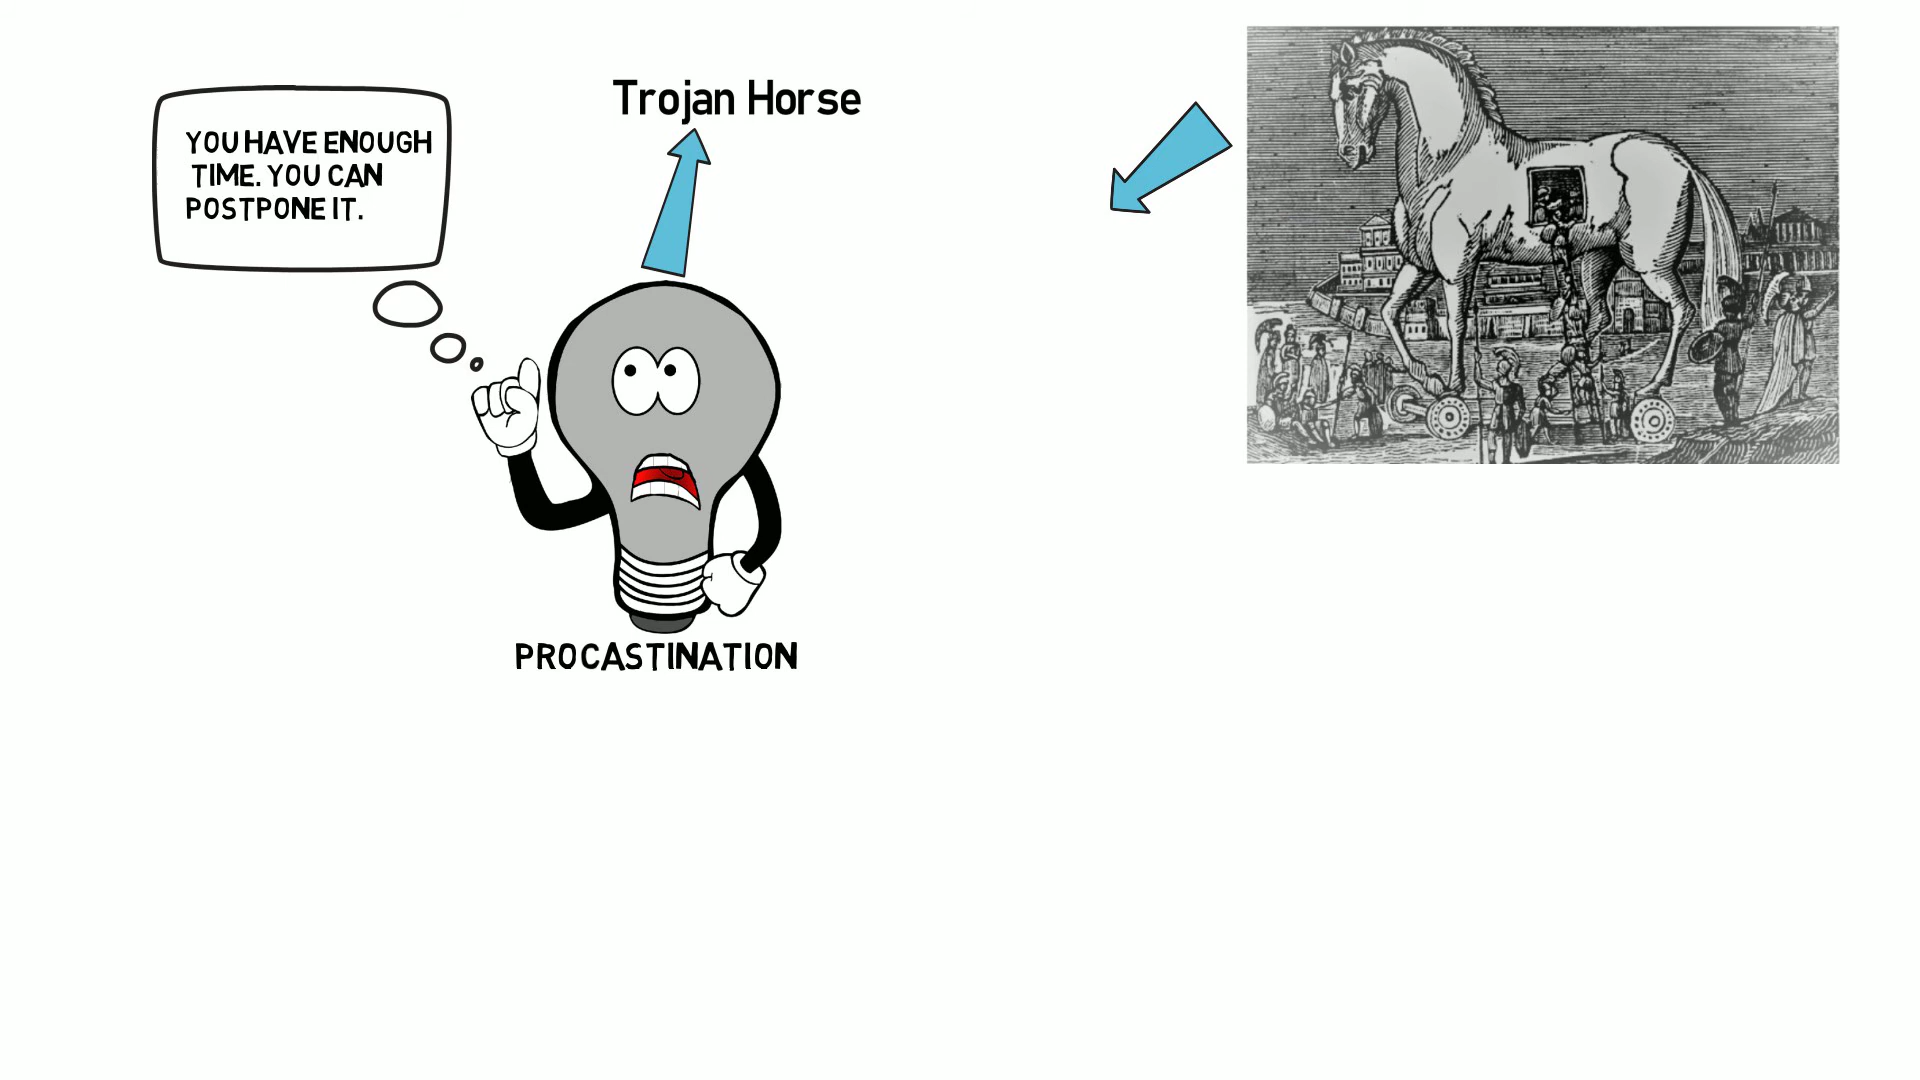 Trojan Horse
YOU HAVE ENOUGH
TIME. YOU CAN
POSTPONE IT.
PROCASTINATION